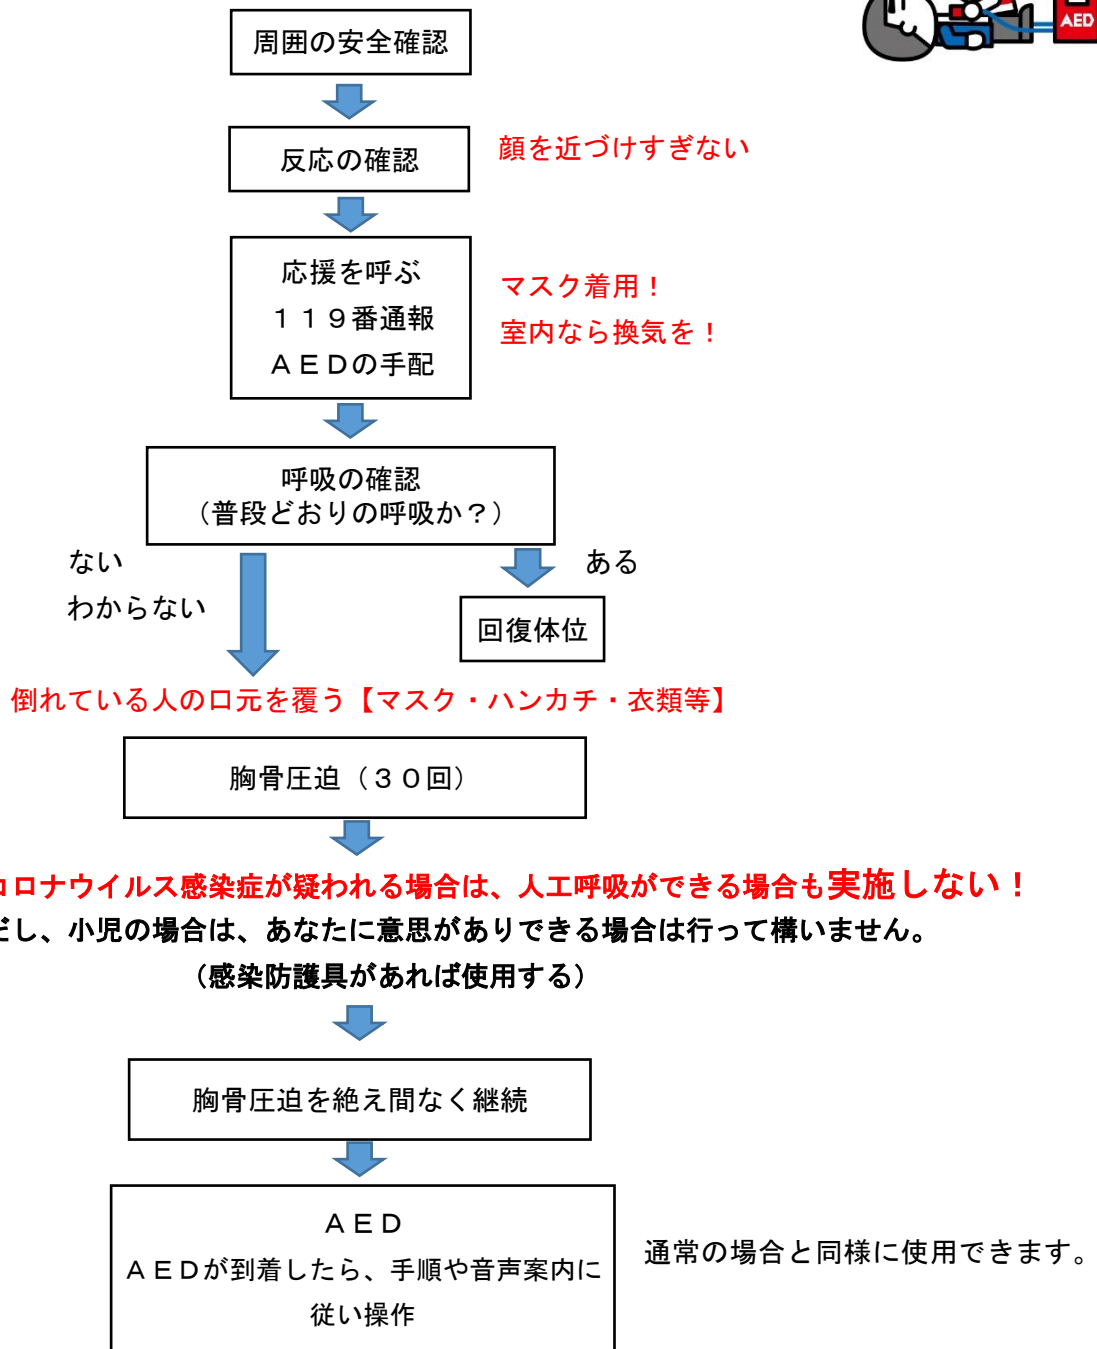 AED
周囲の安全確認
反応の確認
顔を近づけすぎない
応援を呼ぶ
１１９番通報
ＡＥＤの手配
マスク着用！
室内なら換気を！
呼吸の確認
（普段どおりの呼吸か？）
ない
わからない
ある
回復体位
倒れている人の口元を覆う【マスク・ハンカチ・衣類等】
胸骨圧迫（３０回）
コロナウイルス感染症が疑われる場合は、人工呼吸ができる場合も実施しない！
だし、小児の場合は、あなたに意思がありできる場合は行って構いません。
（感染防護具があれば使用する）
胸骨圧迫を絶え間なく継続
ＡＥＤ
ＡＥＤが到着したら、手順や音声案内に
従い操作
通常の場合と同様に使用できます。